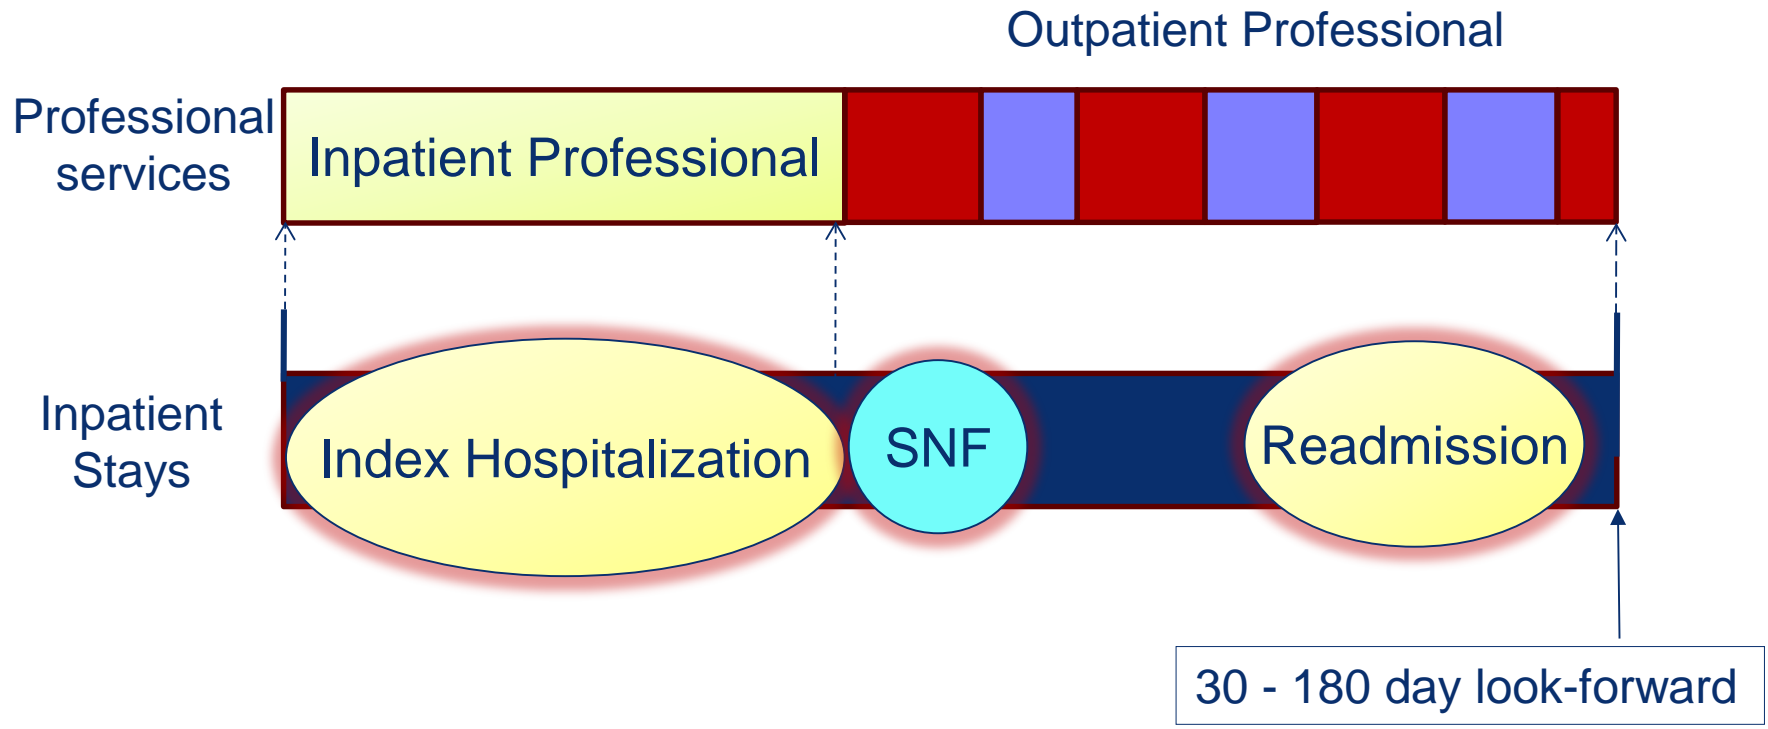 Outpatient Professional
Professional
services
Inpatient Professional
Inpatient
Stays
Index Hospitalization
SNF
Readmission
30 - 180 day look-forward